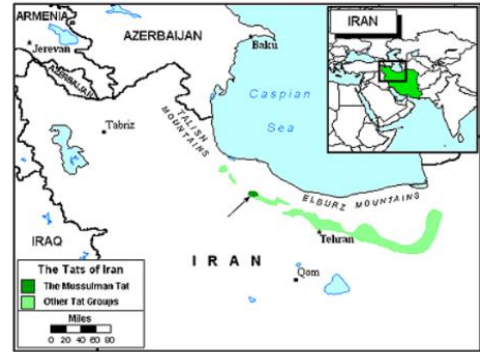 ARMENIA
Jerevan
AZERBAIJAN
AZERBAIJAN
Baku
IRAN
Caspian
Sea
TALISH
MOUNTAINS
Tabriz
ELBURZ MOUNTAINS
Tehran
IRAQ
I R A N
Qom
The Tats of Iran
The Mussulman Tat
Other Tat Groups
Miles
0 20 40 60 80